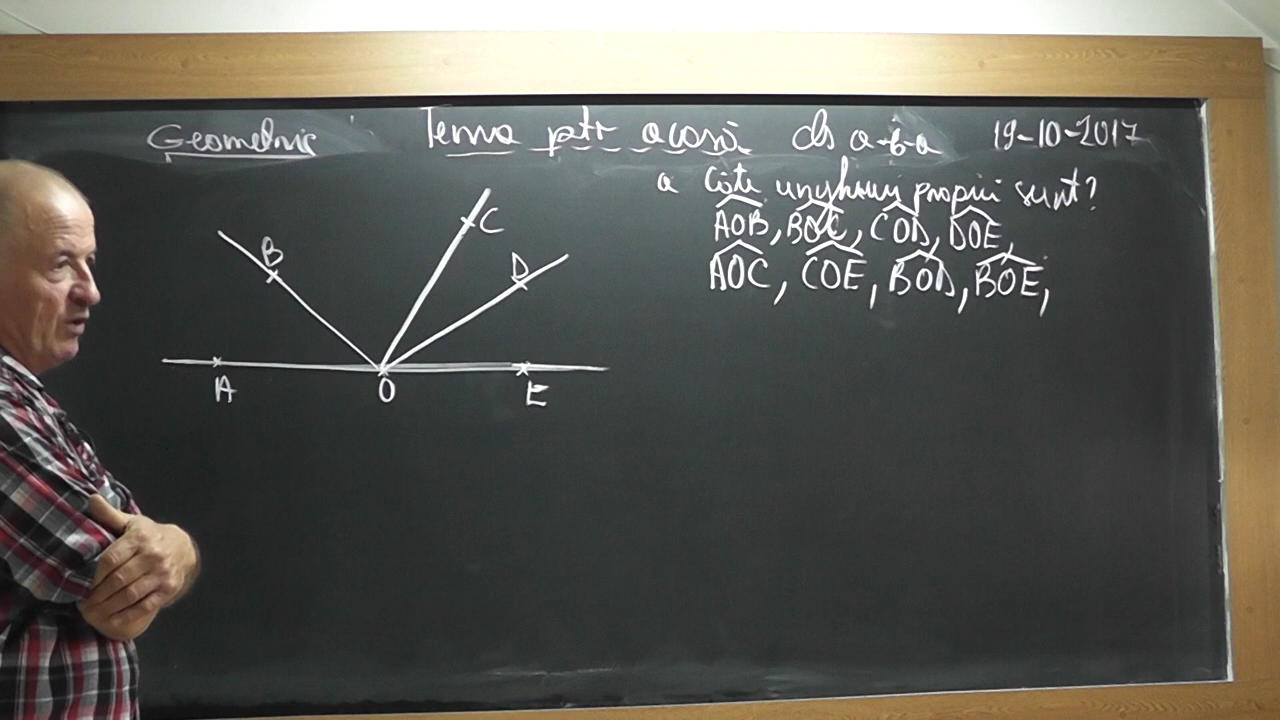 Geometrie Tema ptr acasă cls a-6-a 19-10-2017
a Câte unghiuri proprii sunt?
AOB, BOC, COD, DOE,
AOC, COE, BOD, BOE,
B
C
D
A
O
E